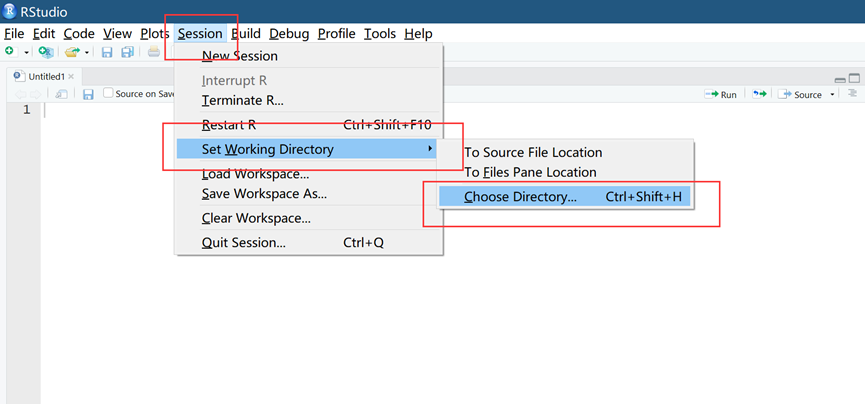 R RStudio
File Edit Code View Plots Session Build Debug Profile Tools Help
New Session
Untitled1
Interrupt R
Source on Save
Terminate R...
Run
Source
1
Restart R Ctrl+Shift+F10
Set Working Directory
To Source File Location
Load Workspace...
To Files Pane Location
Save Workspace As...
Choose Directory... Ctrl+Shift+H
Clear Workspace...
Quit Session... Ctrl+Q